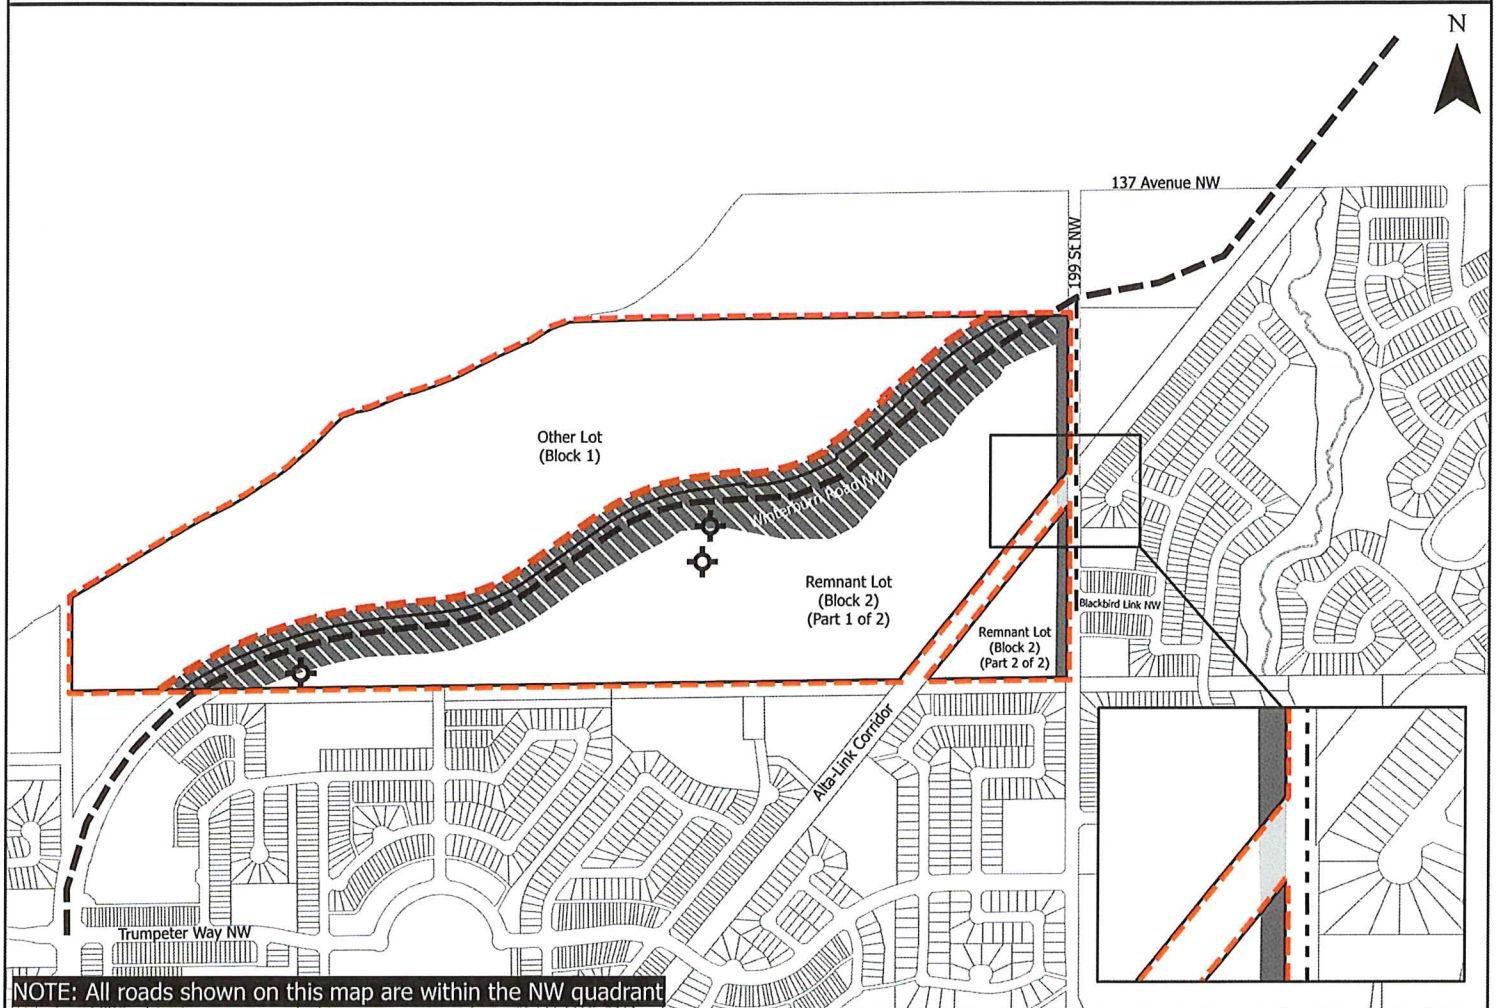 N
137 Avenue NW
199 St NW
Other Lot
(Block 1)
Winterburn Road NW
Remnant Lot
(Block 2)
(Part 1 of 2)
Blackbird Link NW
Remnant Lot
(Block 2)
(Part 2 of 2)
Alta-Link Corridor
Trumpeter Way NW
NOTE: All roads shown on this map are within the NW quadrant